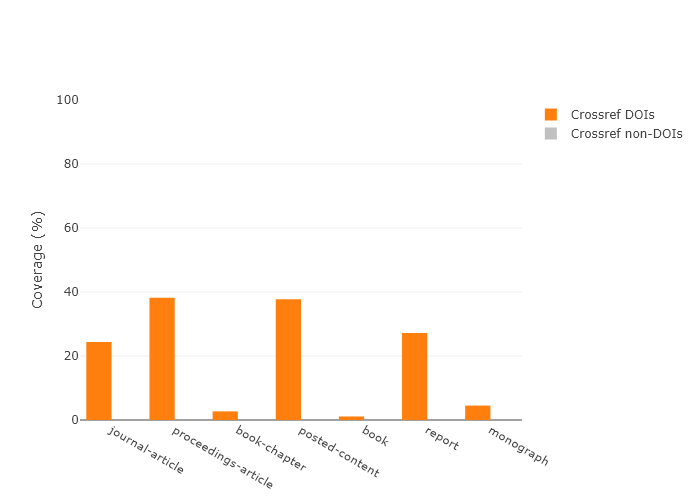 100
80
60
40
20
0
Coverage (%)
journal-article
proceedings-article
book-chapter
posted-content
book
report
monograph
Crossref DOIs
Crossref non-DOIs